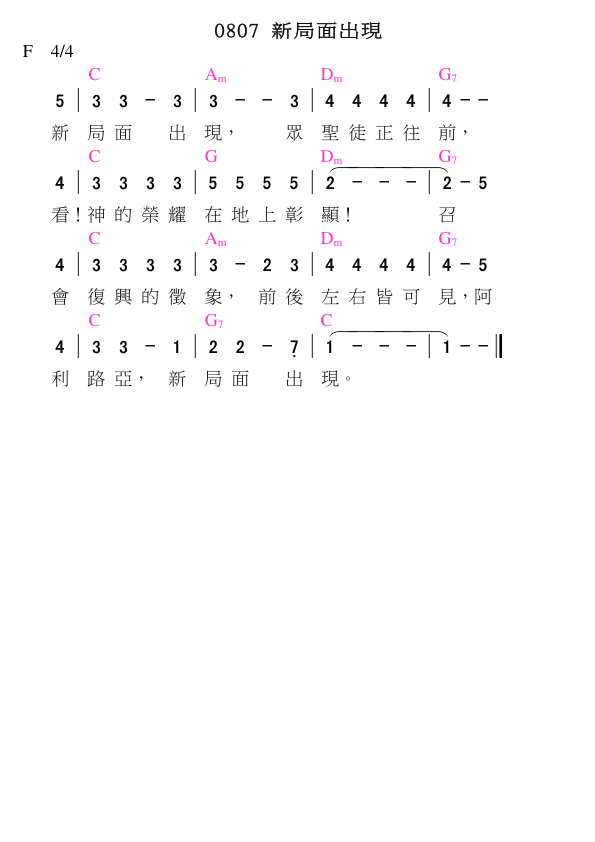 0807 新局面出現
F 4/4
C Am Dm G7
5 | 3 3 － 3 | 3 － － 3 | 4 4 4 4 | 4 － －
新 局 面 出 現， 眾 聖 徒 正 往 前，
C G Dm G7
4 | 3 3 3 3 | 5 5 5 5 | 2 － － － | 2 － 5
看！神 的 榮 耀 在 地 上 彰 顯！ 召
C Am Dm G7
4 | 3 3 3 3 | 3 － 2 3 | 4 4 4 4 | 4 － 5
會 復 興 的 徵 象， 前 後 左 右 皆 可 見，阿
C G7 C
4 | 3 3 － 1 | 2 2 － 7̣ | 1 － － － | 1 － － ‖
利 路 亞， 新 局 面 出 現。